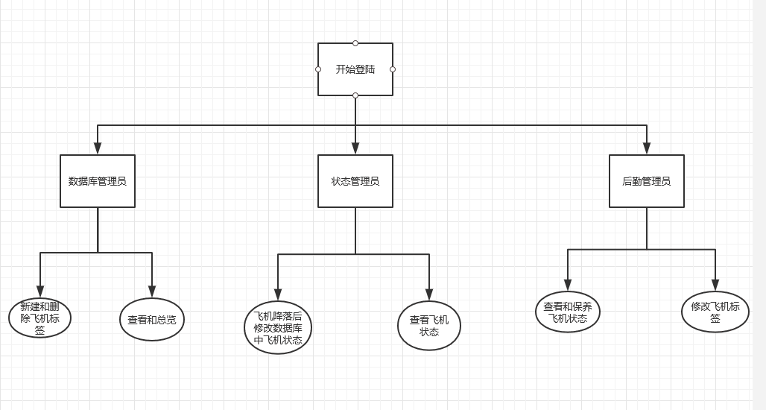 开始登陆
数据库管理员
状态管理员
后勤管理员
新建和删
除飞机标
签
查看和总览
飞机降落后
修改数据库
中飞机状态
查看飞机
状态
查看和保养
飞机状态
修改飞机标
签